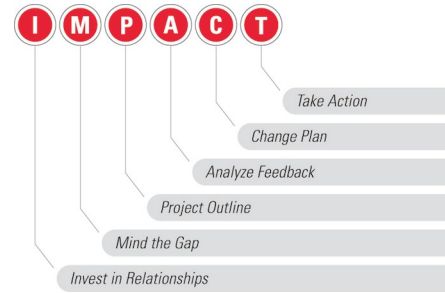 IMPACT
Take Action
Change Plan
Analyze Feedback
Project Outline
Mind the Gap
Invest in Relationships